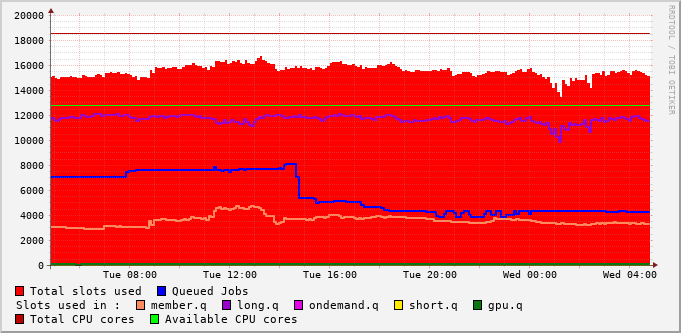 20000
18000
16000
14000
12000
10000
8000
6000
4000
2000
0
Tue 08:00 Tue 12:00 Tue 16:00 Tue 20:00 Wed 00:00 Wed 04:00
RRDTOOL / TOBI OETIKER
Total slots used Queued Jobs
Slots used in : member.q long.q ondemand.q short.q gpu.q
Total CPU cores Available CPU cores